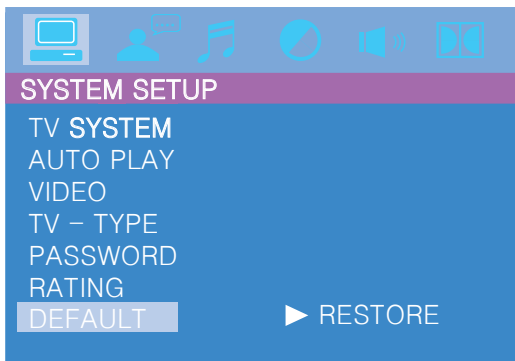 SYSTEM SETUP
TV SYSTEM
AUTO PLAY
VIDEO
TV – TYPE
PASSWORD
RATING
DEFAULT ▶ RESTORE